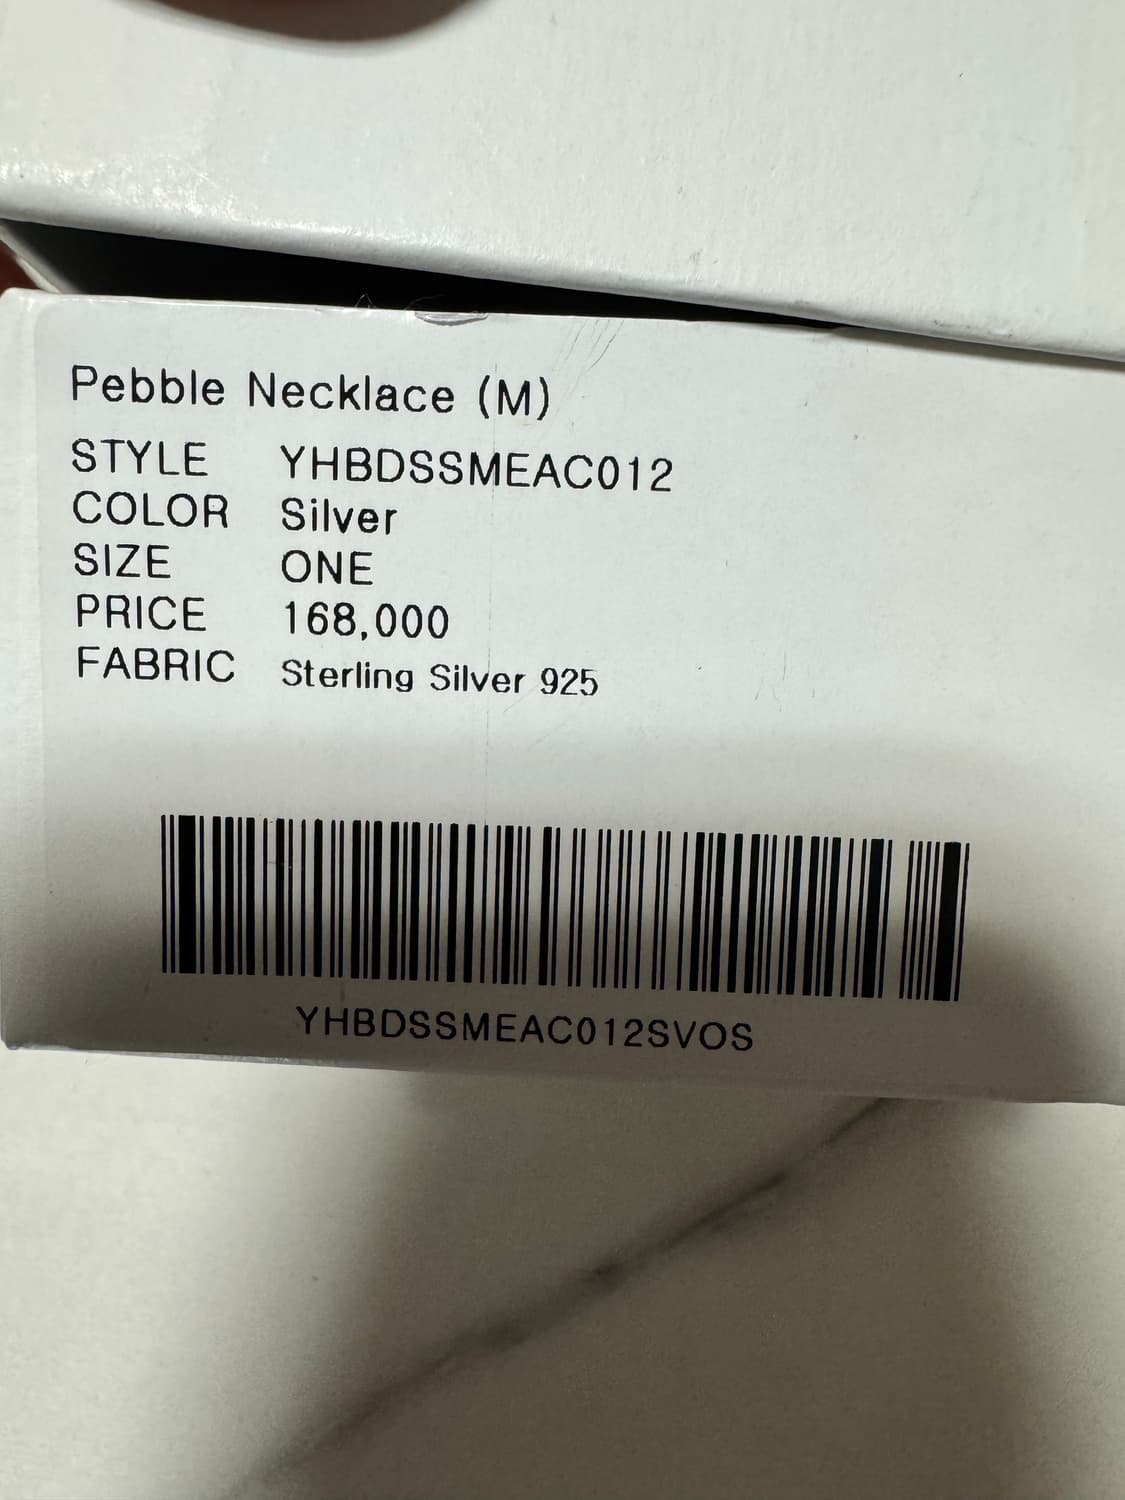 Pebble Necklace (M)
STYLE YHBDSSMEAC012
COLOR Silver
SIZE ONE
PRICE 168,000
FABRIC Sterling Silver 925
YHBDSSMEAC012SVOS